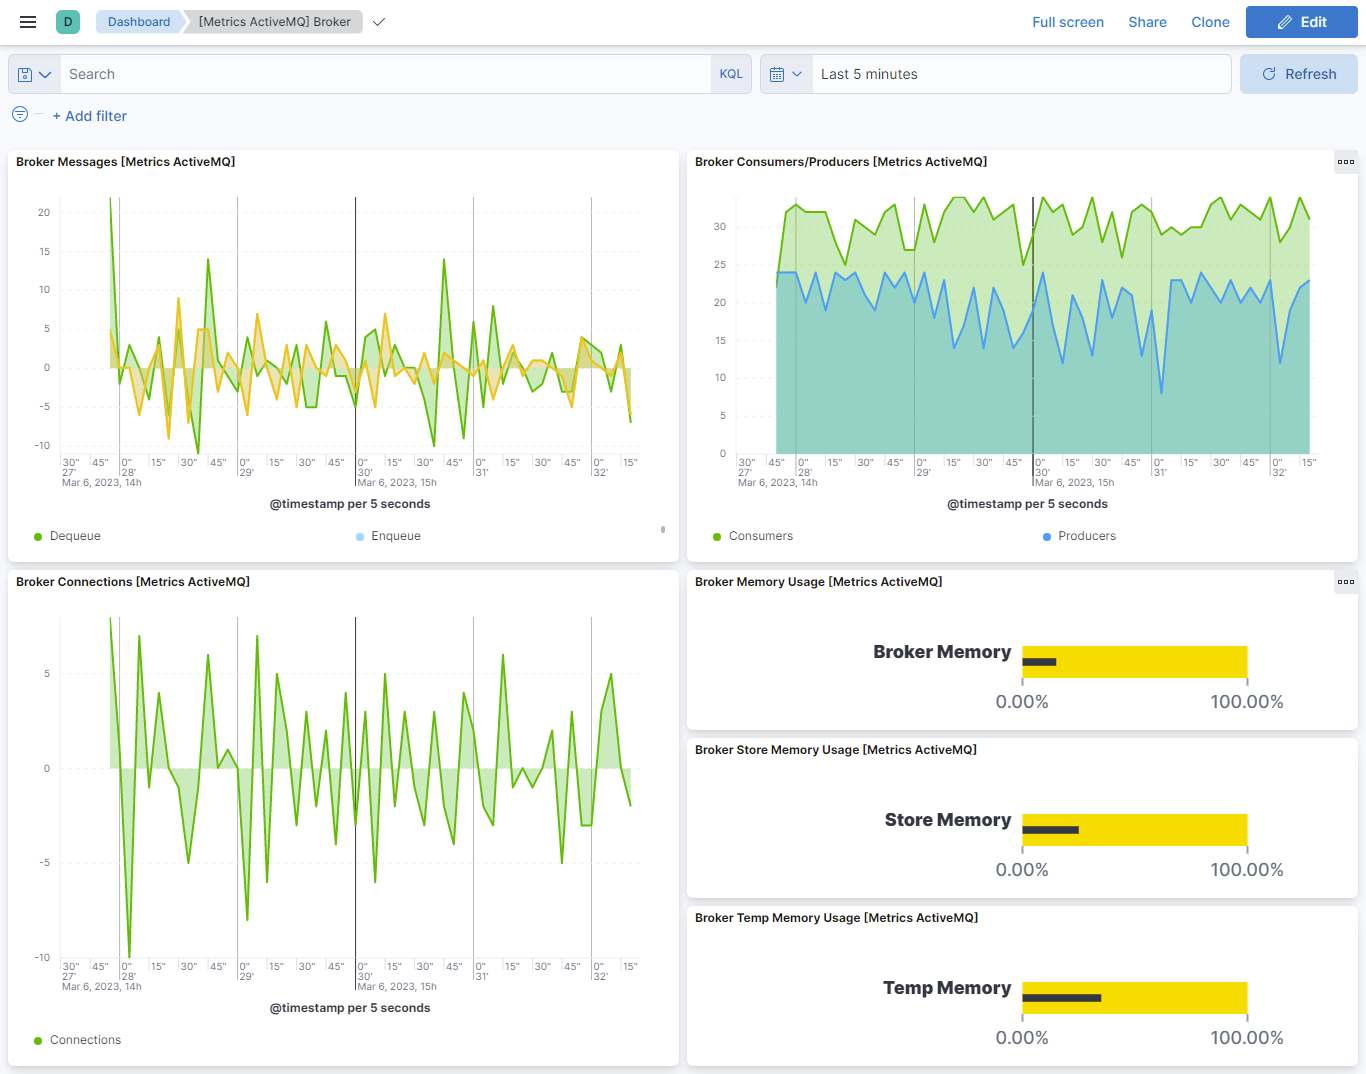 D Dashboard [Metrics ActiveMQ] Broker Full screen Share Clone Edit
Search KQL Last 5 minutes Refresh
+ Add filter
Broker Messages [Metrics ActiveMQ]
20
15
10
5
0
-5
-10
30" 45" 0" 15" 30" 45" 0" 15" 30" 45" 0" 15" 30" 45" 0" 15" 30" 45" 0" 15"
27' 28' 29' 30' 31' 32'
Mar 6, 2023, 14h Mar 6, 2023, 15h
@timestamp per 5 seconds
Dequeue Enqueue
Broker Consumers/Producers [Metrics ActiveMQ]
30
25
20
15
10
5
0
30" 45" 0" 15" 30" 45" 0" 15" 30" 45" 0" 15" 30" 45" 0" 15" 30" 45" 0" 15"
27' 28' 29' 30' 31' 32'
Mar 6, 2023, 14h Mar 6, 2023, 15h
@timestamp per 5 seconds
Consumers Producers
Broker Connections [Metrics ActiveMQ]
5
0
-5
-10
30" 45" 0" 15" 30" 45" 0" 15" 30" 45" 0" 15" 30" 45" 0" 15" 30" 45" 0" 15"
27' 28' 29' 30' 31' 32'
Mar 6, 2023, 14h Mar 6, 2023, 15h
@timestamp per 5 seconds
Connections
Broker Memory Usage [Metrics ActiveMQ]
Broker Memory
0.00% 100.00%
Broker Store Memory Usage [Metrics ActiveMQ]
Store Memory
0.00% 100.00%
Broker Temp Memory Usage [Metrics ActiveMQ]
Temp Memory
0.00% 100.00%